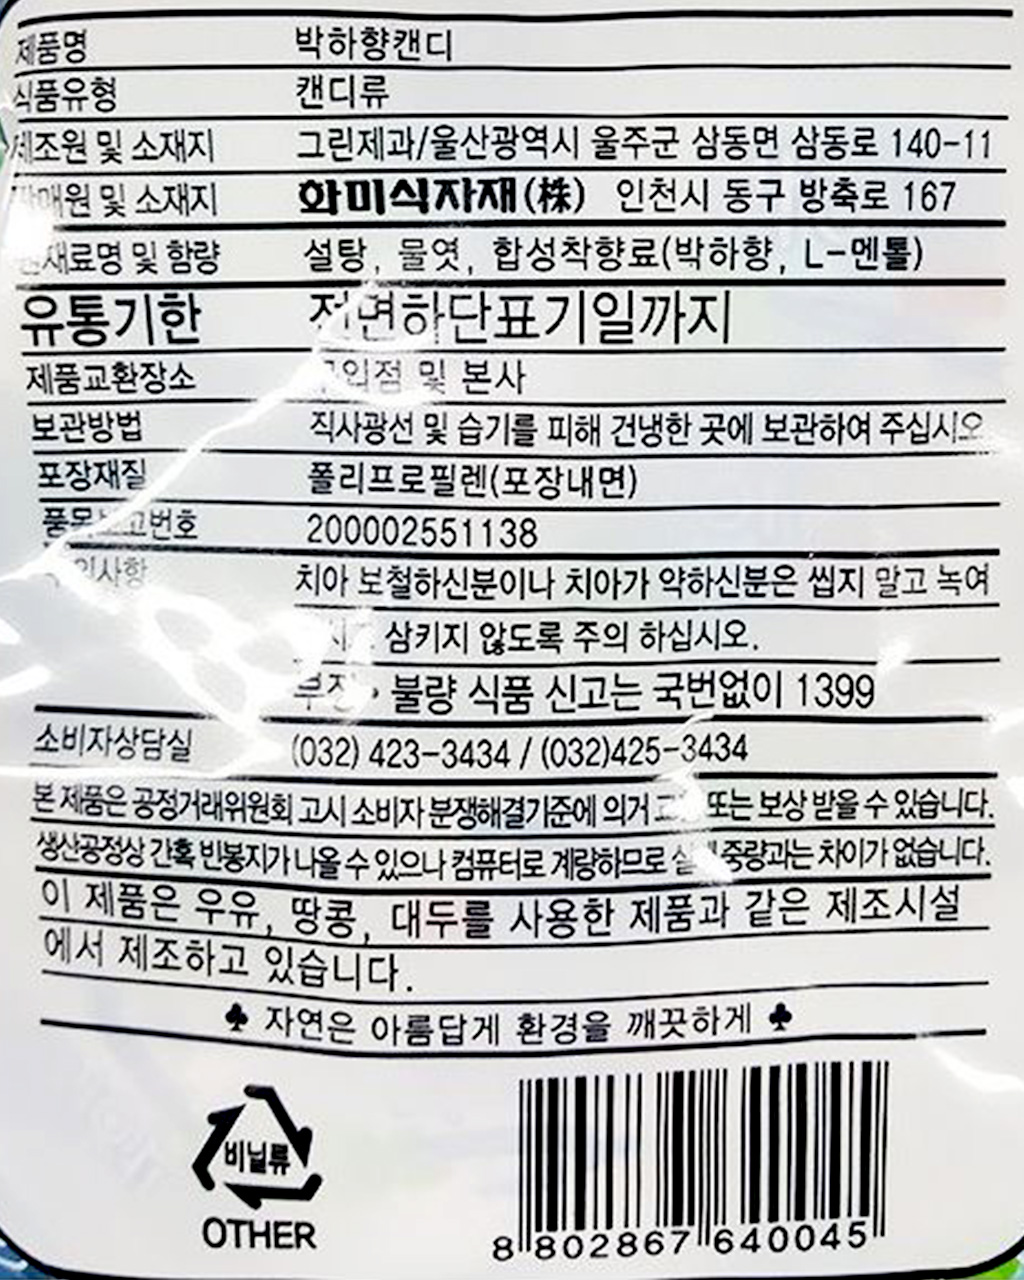 제품명 박하향캔디
식품유형 캔디류
제조원 및 소재지 그린제과/울산광역시 울주군 삼동면 삼동로 140-11
판매원 및 소재지 화미식자재(株) 인천시 동구 방축로 167
원재료명 및 함량 설탕, 물엿, 합성착향료(박하향, L-멘톨)
유통기한 전면하단표기일까지
제품교환장소 구입점 및 본사
보관방법 직사광선 및 습기를 피해 건냉한 곳에 보관하여 주십시오
포장재질 폴리프로필렌(포장내면)
품목보고번호 200002551138
치아 보철하신분이나 치아가 약하신분은 씹지 말고 녹여
삼키지 않도록 주의 하십시오.
부정• 불량 식품 신고는 국번없이 1399
소비자상담실 (032) 423-3434 / (032)425-3434
본 제품은 공정거래위원회 고시 소비자 분쟁해결기준에 의거 또는 보상 받을 수 있습니다.
생산공정상 간혹 빈봉지가 나올 수 있으나 컴퓨터로 계량하므로 중량과는 차이가 없습니다.
이 제품은 우유, 땅콩, 대두를 사용한 제품과 같은 제조시설
에서 제조하고 있습니다.
♣ 자연은 아름답게 환경을 깨끗하게 ♣
비닐류
OTHER
8 802867 640045